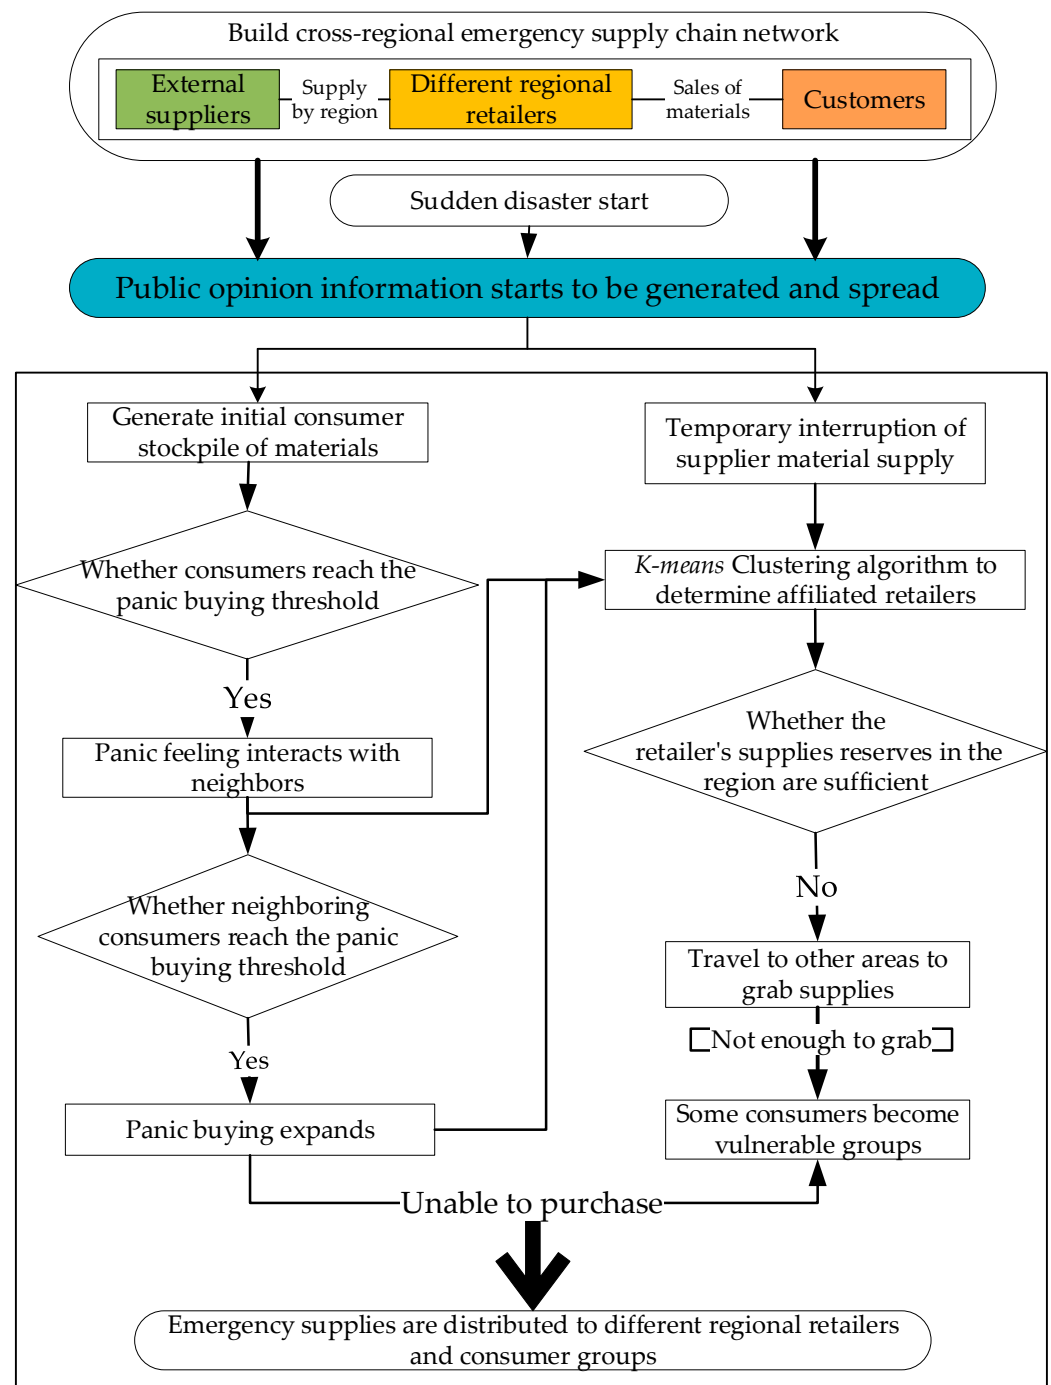 Build cross-regional emergency supply chain network
External
suppliers
Supply
by region
Different regional
retailers
Sales of
materials
Customers
Sudden disaster start
Public opinion information starts to be generated and spread
Generate initial consumer
stockpile of materials
Temporary interruption of
supplier material supply
Whether consumers reach the
panic buying threshold
K-means Clustering algorithm to
determine affiliated retailers
Yes
Whether the
retailer's supplies reserves in the
region are sufficient
Panic feeling interacts with
neighbors
No
Whether neighboring
consumers reach the panic
buying threshold
Travel to other areas to
grab supplies
Yes
Not enough to grab
Panic buying expands
Some consumers become
vulnerable groups
Unable to purchase
Emergency supplies are distributed to different regional retailers
and consumer groups